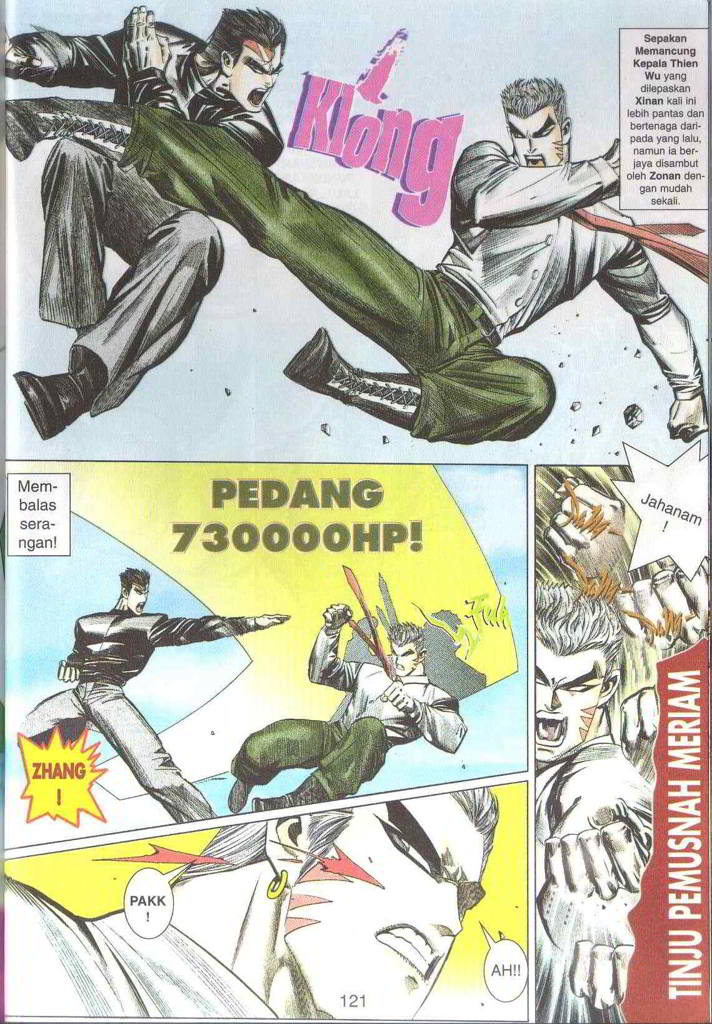 Klong
Sepakan
Memancung
Kepala Thien
Wu yang
dilepaskan
Xinan kali ini
lebih pantas dan
bertenaga dari-
pada yang lalu,
namun ia ber-
jaya disambut
oleh Zonan den-
gan mudah
sekali.
Mem-
balas
sera-
ngan!
PEDANG
730000HP!
ZHANG
!
Jahanam
!
TINJU PEMUSNAH MERIAM
PAKK
!
AH!!
121